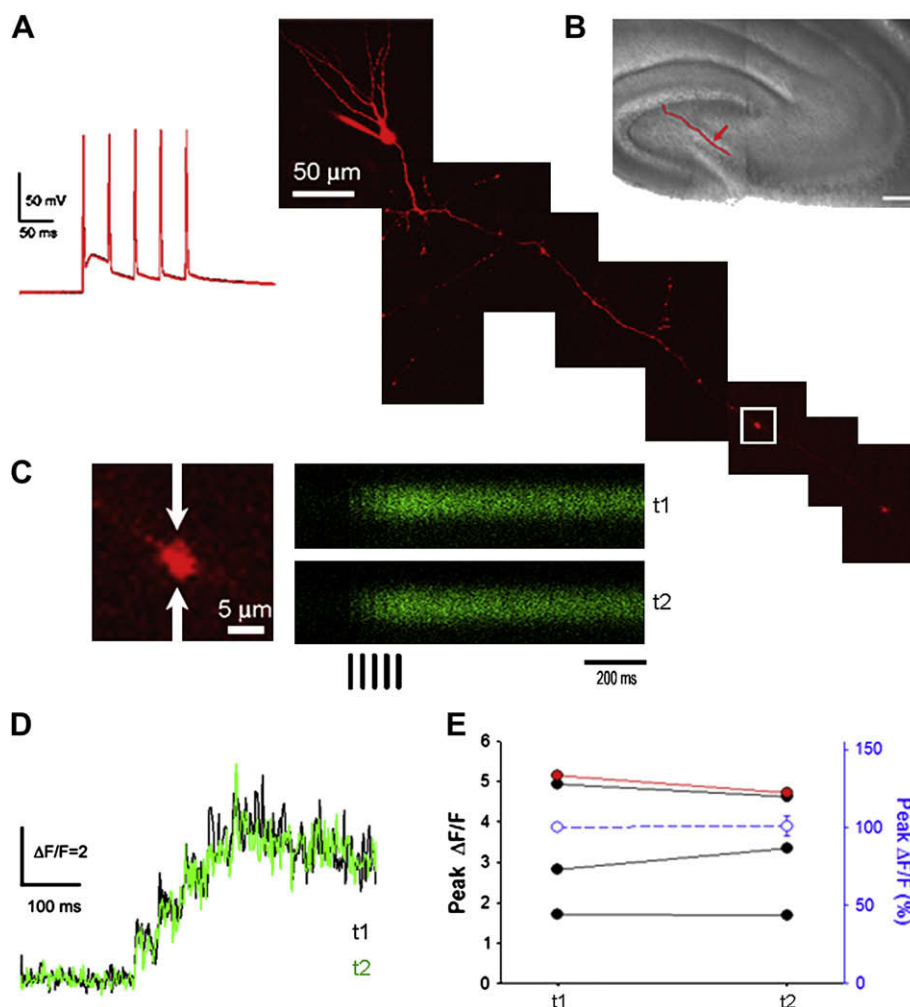 A
B
50 µm
50 mV
50 ms
C
t1
5 µm
t2
200 ms
D
E
ΔF/F=2
100 ms
t1
t2
Peak ΔF/F
6
5
4
3
2
1
0
t1
t2
150
100
50
0
Peak ΔF/F (%)